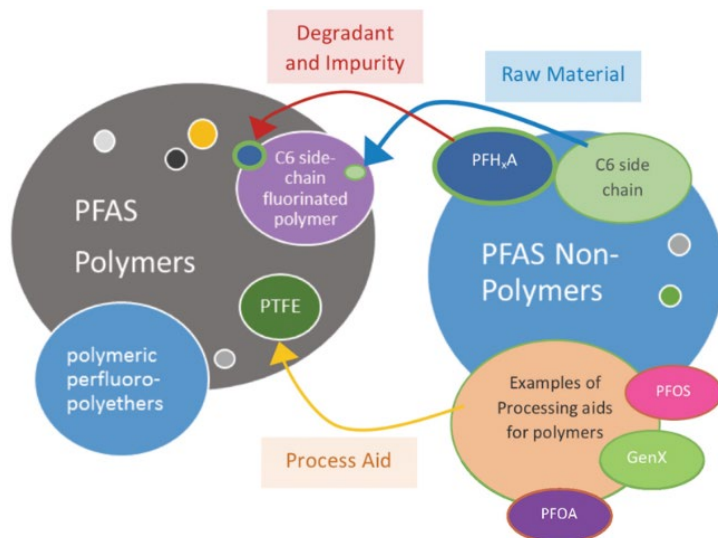 Degradant
and Impurity
Raw Material
C6 side-
chain
fluorinated
polymer
PFHₓA
C6 side
chain
PFAS
Polymers
PFAS Non-
Polymers
PTFE
polymeric
perfluoro-
polyethers
Examples of
Processing aids
for polymers
PFOS
GenX
Process Aid
PFOA